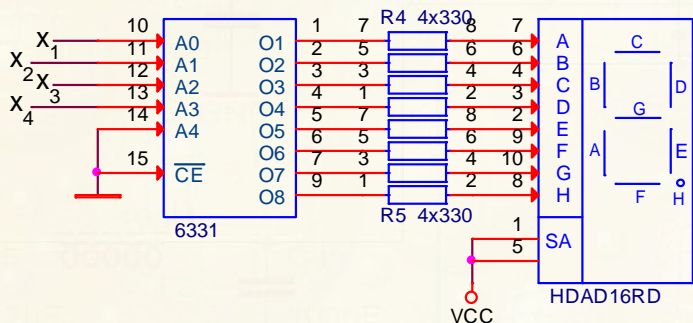 X1 10 A0 O1 1 7 R4 4x330 8 7 A C
X2 11 A1 O2 2 5 6 6 B
X3 12 A2 O3 3 3 4 4 C B D
X4 13 A3 O4 4 1 2 3 D
14 A4 O5 5 7 8 2 E G
O6 6 5 6 9 F
15 CE O7 7 3 4 10 G A E
O8 9 1 2 8 H F H
6331 R5 4x330
1 SA
5
VCC HDAD16RD